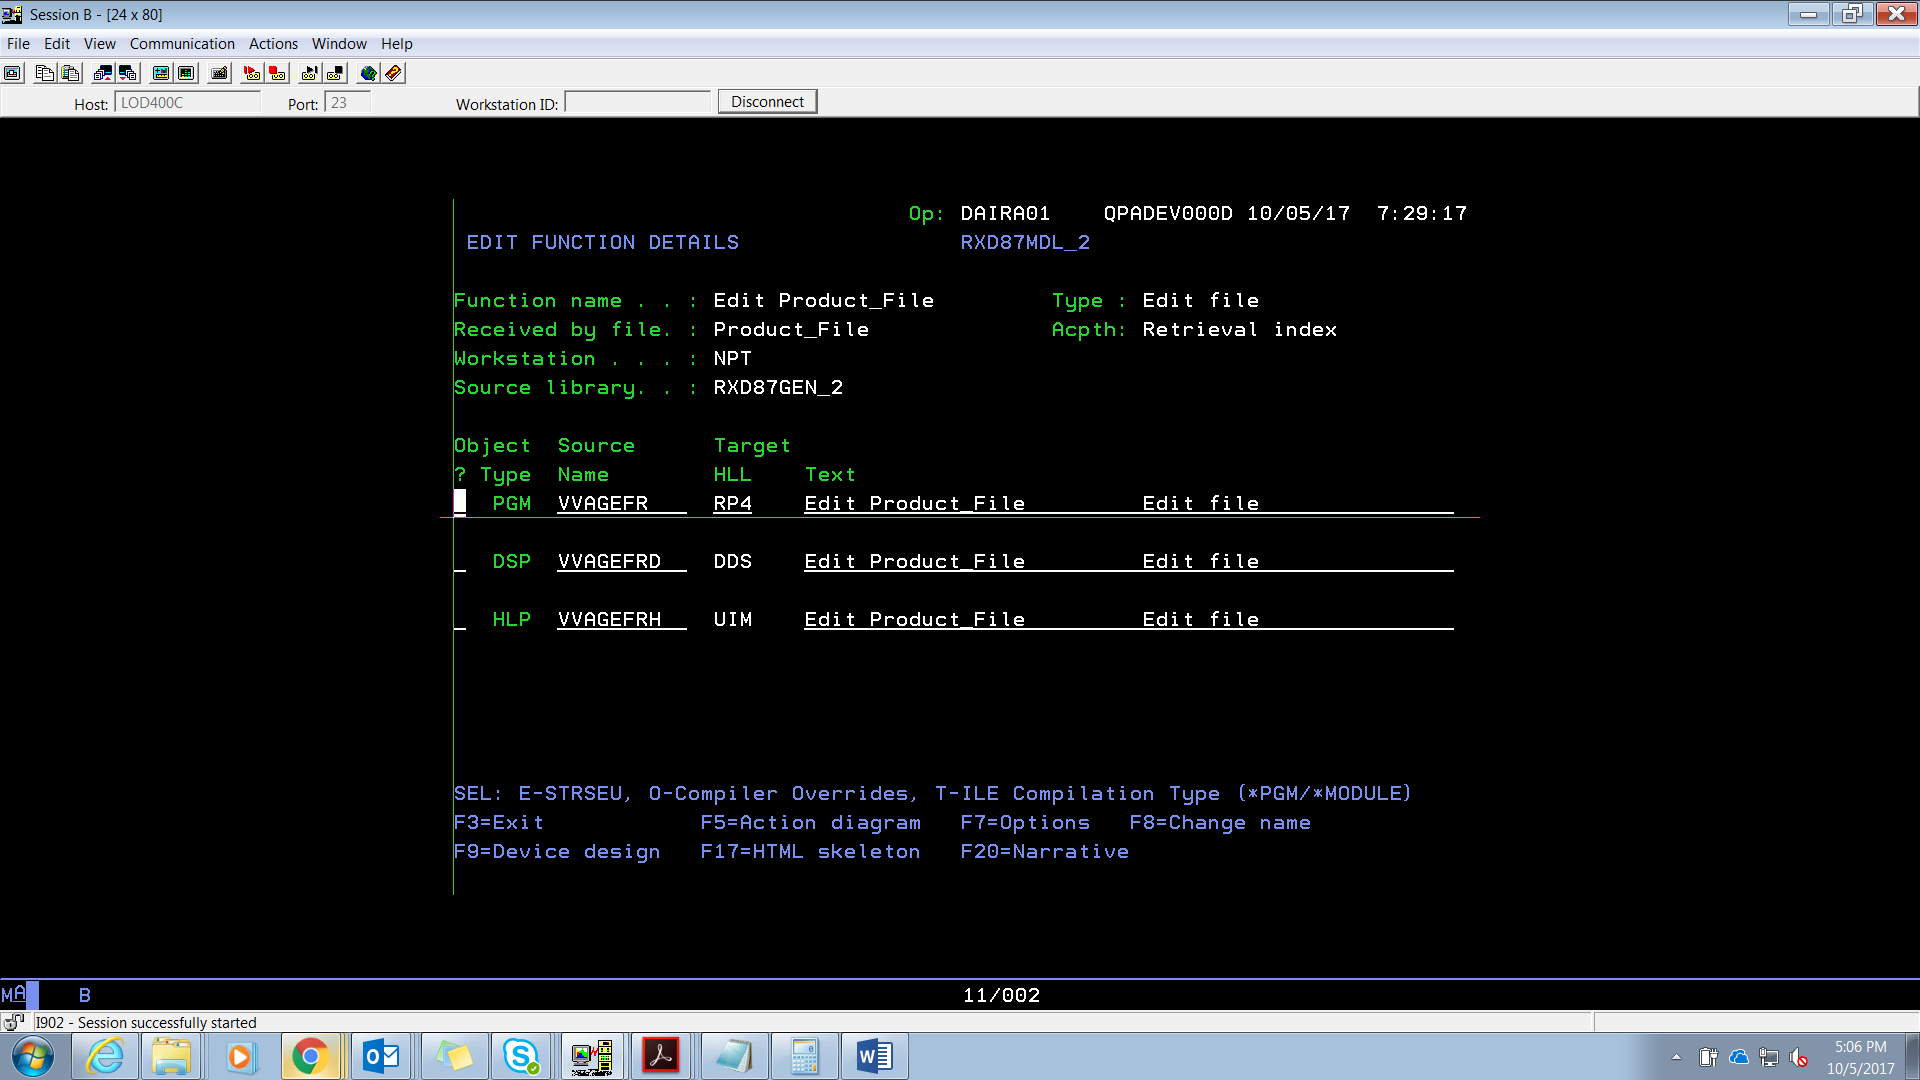 Session B - [24 x 80]
File Edit View Communication Actions Window Help
Host: LOD400C Port: 23 Workstation ID: Disconnect
Op: DAIRA01 QPADEV000D 10/05/17 7:29:17
EDIT FUNCTION DETAILS RXD87MDL_2
Function name . . : Edit Product_File Type : Edit file
Received by file. : Product_File Acpth: Retrieval index
Workstation . . . : NPT
Source library. . : RXD87GEN_2
Object Source Target
? Type Name HLL Text
PGM VVAGEFR RP4 Edit Product_File Edit file
DSP VVAGEFRD DDS Edit Product_File Edit file
HLP VVAGEFRH UIM Edit Product_File Edit file
SEL: E-STRSEU, O-Compiler Overrides, T-ILE Compilation Type (*PGM/*MODULE)
F3=Exit F5=Action diagram F7=Options F8=Change name
F9=Device design F17=HTML skeleton F20=Narrative
MA B 11/002
I902 - Session successfully started
5:06 PM
10/5/2017